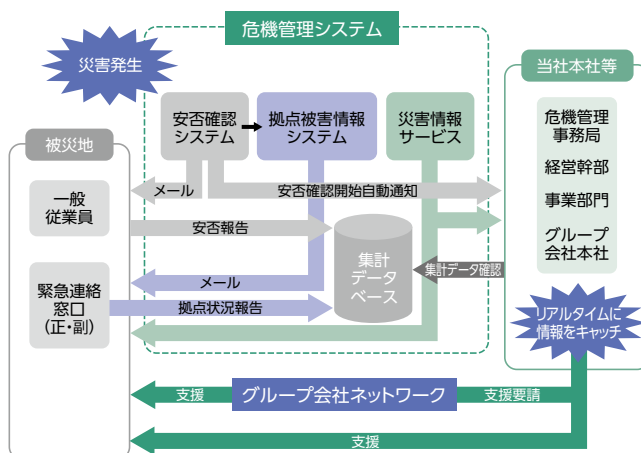 危機管理システム
災害発生
当社本社等
安否確認
システム
拠点被害情報
システム
災害情報
サービス
危機管理
事務局
経営幹部
事業部門
グループ
会社本社
被災地
一般
従業員
メール
安否確認開始自動通知
安否報告
集計
データ
ベース
集計データ確認
メール
緊急連絡
窓口
(正・副)
拠点状況報告
リアルタイムに
情報をキャッチ
支援
グループ会社ネットワーク
支援要請
支援